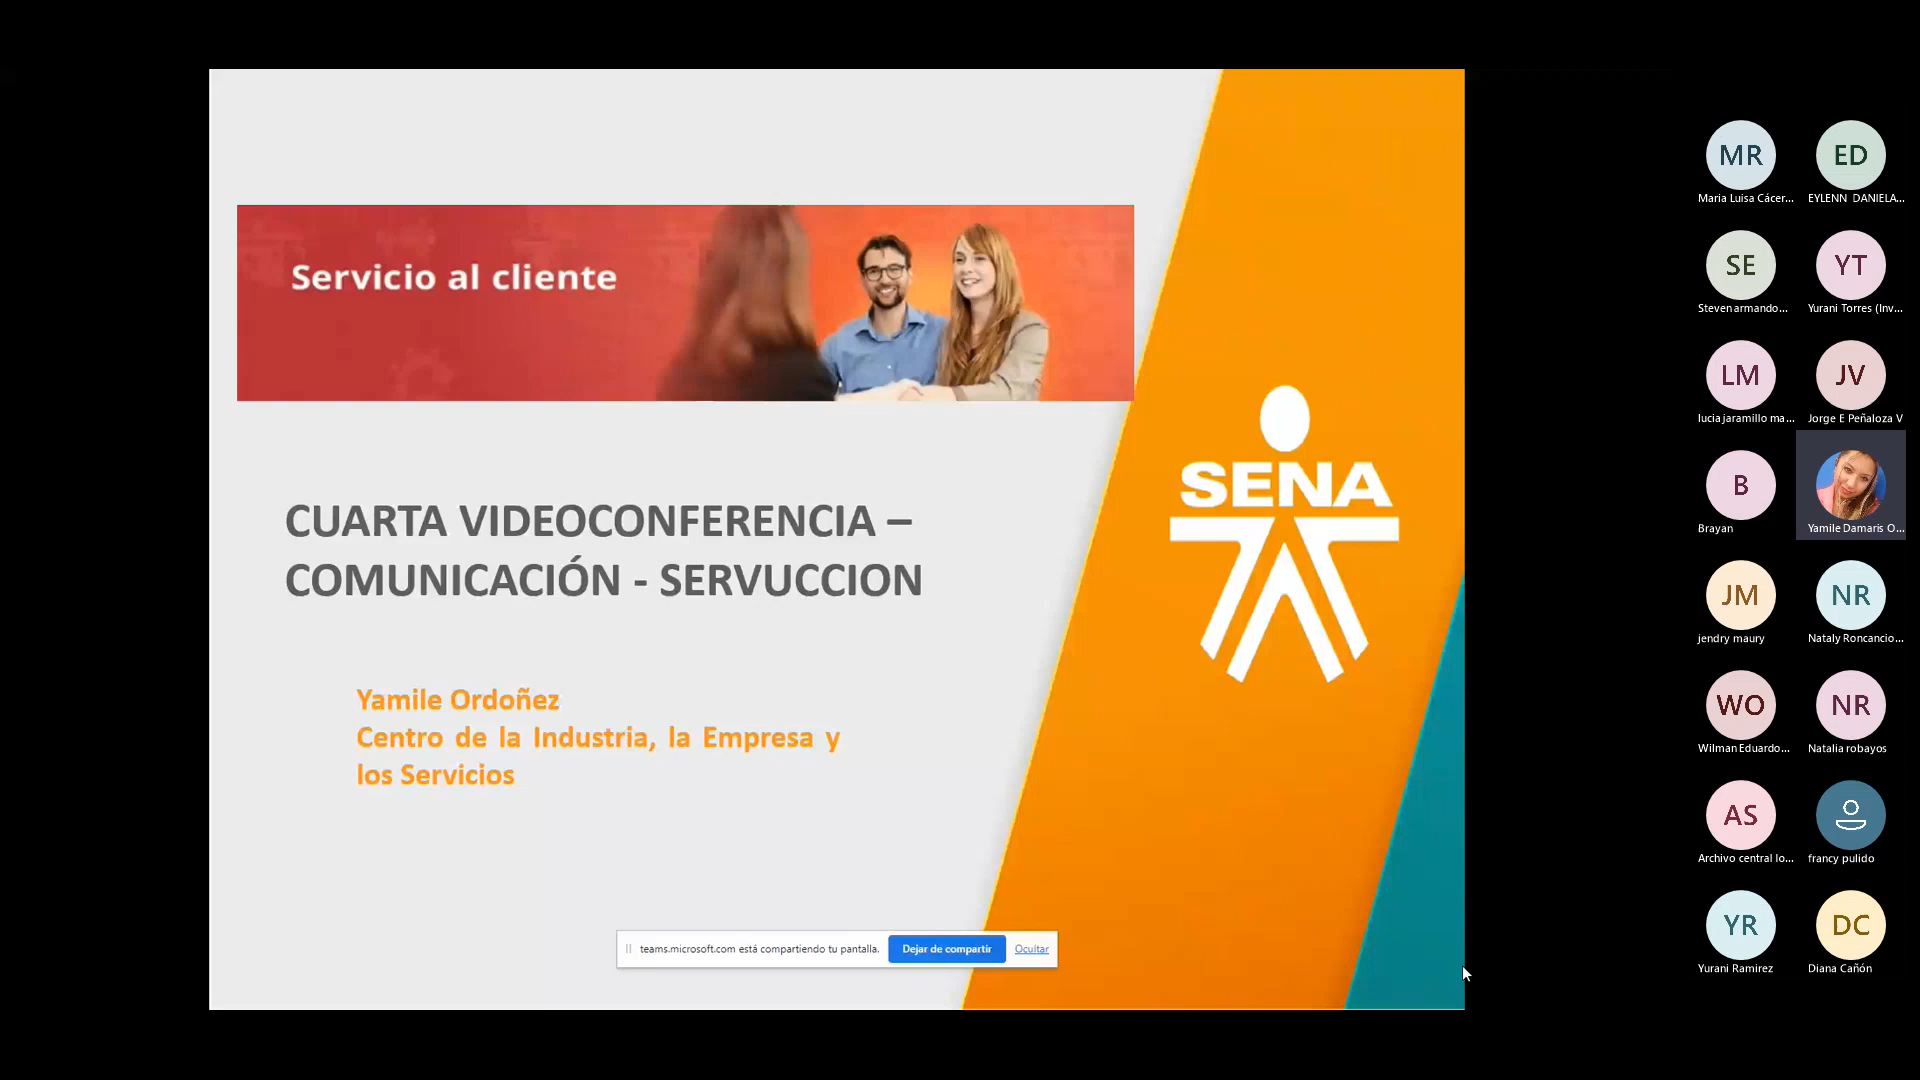 Servicio al cliente
CUARTA VIDEOCONFERENCIA –
COMUNICACIÓN - SERVUCCION
Yamile Ordoñez
Centro de la Industria, la Empresa y
los Servicios
SENA
teams.microsoft.com está compartiendo tu pantalla.
Dejar de compartir
Ocultar
MR
Maria Luisa Cácer...
ED
EYLENN DANIELA...
SE
Steven armando...
YT
Yurani Torres (Inv...
LM
lucia jaramillo ma...
JV
Jorge E Peñaloza V
B
Brayan
Yamile Damaris O...
JM
jendry maury
NR
Nataly Roncancio...
WO
Wilman Eduardo...
NR
Natalia robayos
AS
Archivo central lo...
francy pulido
YR
Yurani Ramirez
DC
Diana Cañón